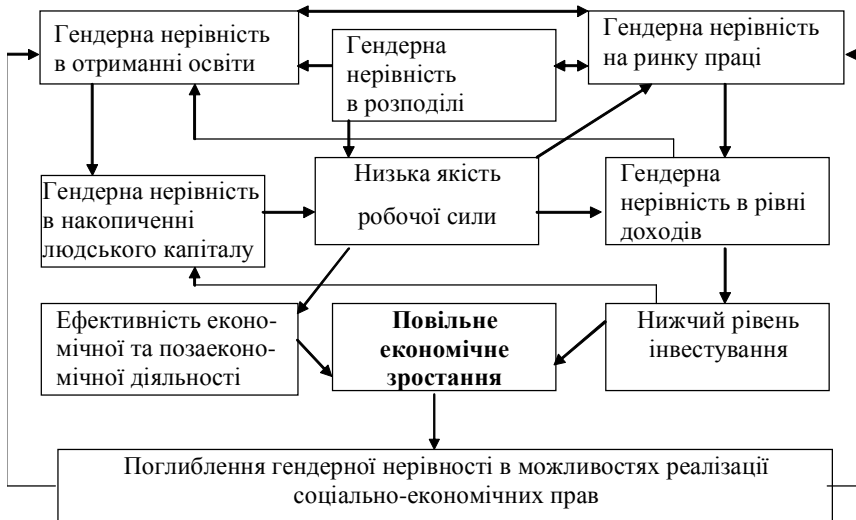 Гендерна нерівність
в отриманні освіти
Гендерна
нерівність
в розподілі
Гендерна нерівність
на ринку праці
Гендерна нерівність
в накопиченні
людського капіталу
Низька якість
робочої сили
Гендерна
нерівність в рівні
доходів
Ефективність еконо-
мічної та позаеконо-
мічної діяльності
Повільне
економічне
зростання
Нижчий рівень
інвестування
Поглиблення гендерної нерівності в можливостях реалізації
соціально-економічних прав